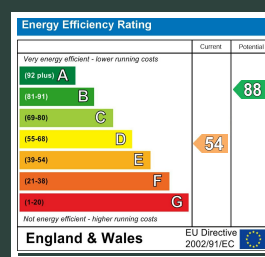 Energy Efficiency Rating
Current Potential
Very energy efficient - lower running costs
(92 plus) A
(81-91) B
88
(69-80) C
(55-68) D
54
(39-54) E
(21-38) F
(1-20) G
Not energy efficient - higher running costs
England & Wales
EU Directive
2002/91/EC